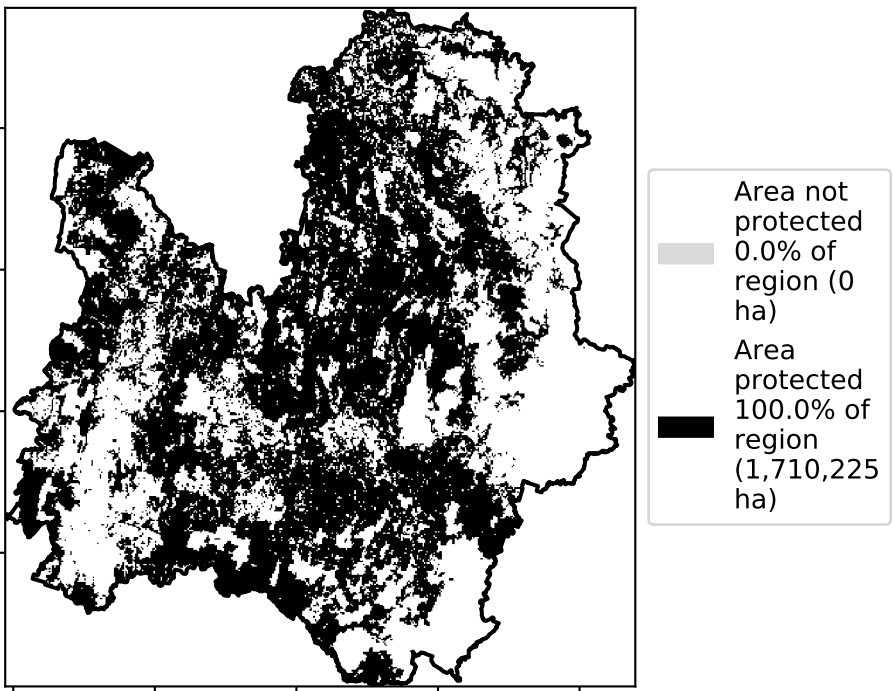 Area not
protected
0.0% of
region (0
ha)
Area
protected
100.0% of
region
(1,710,225
ha)